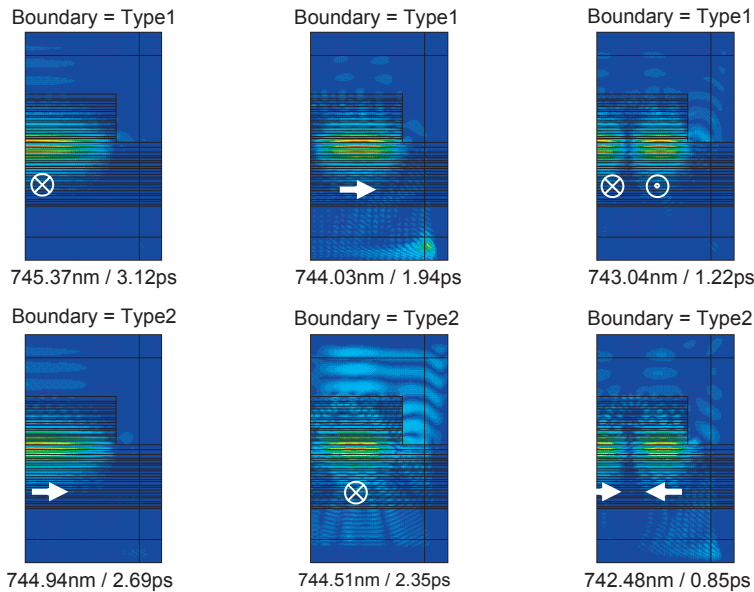 Boundary = Type1
Boundary = Type1
Boundary = Type1
745.37nm / 3.12ps
744.03nm / 1.94ps
743.04nm / 1.22ps
Boundary = Type2
Boundary = Type2
Boundary = Type2
744.94nm / 2.69ps
744.51nm / 2.35ps
742.48nm / 0.85ps